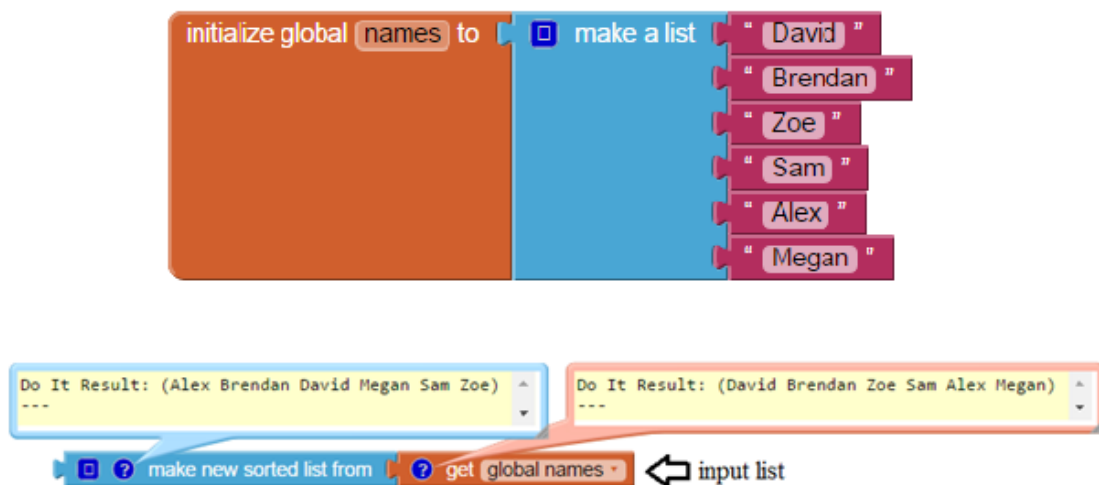 initialize global names to make a list " David "
" Brendan "
" Zoe "
" Sam "
" Alex "
" Megan "
Do It Result: (Alex Brendan David Megan Sam Zoe)
---
Do It Result: (David Brendan Zoe Sam Alex Megan)
---
? make new sorted list from ? get global names input list